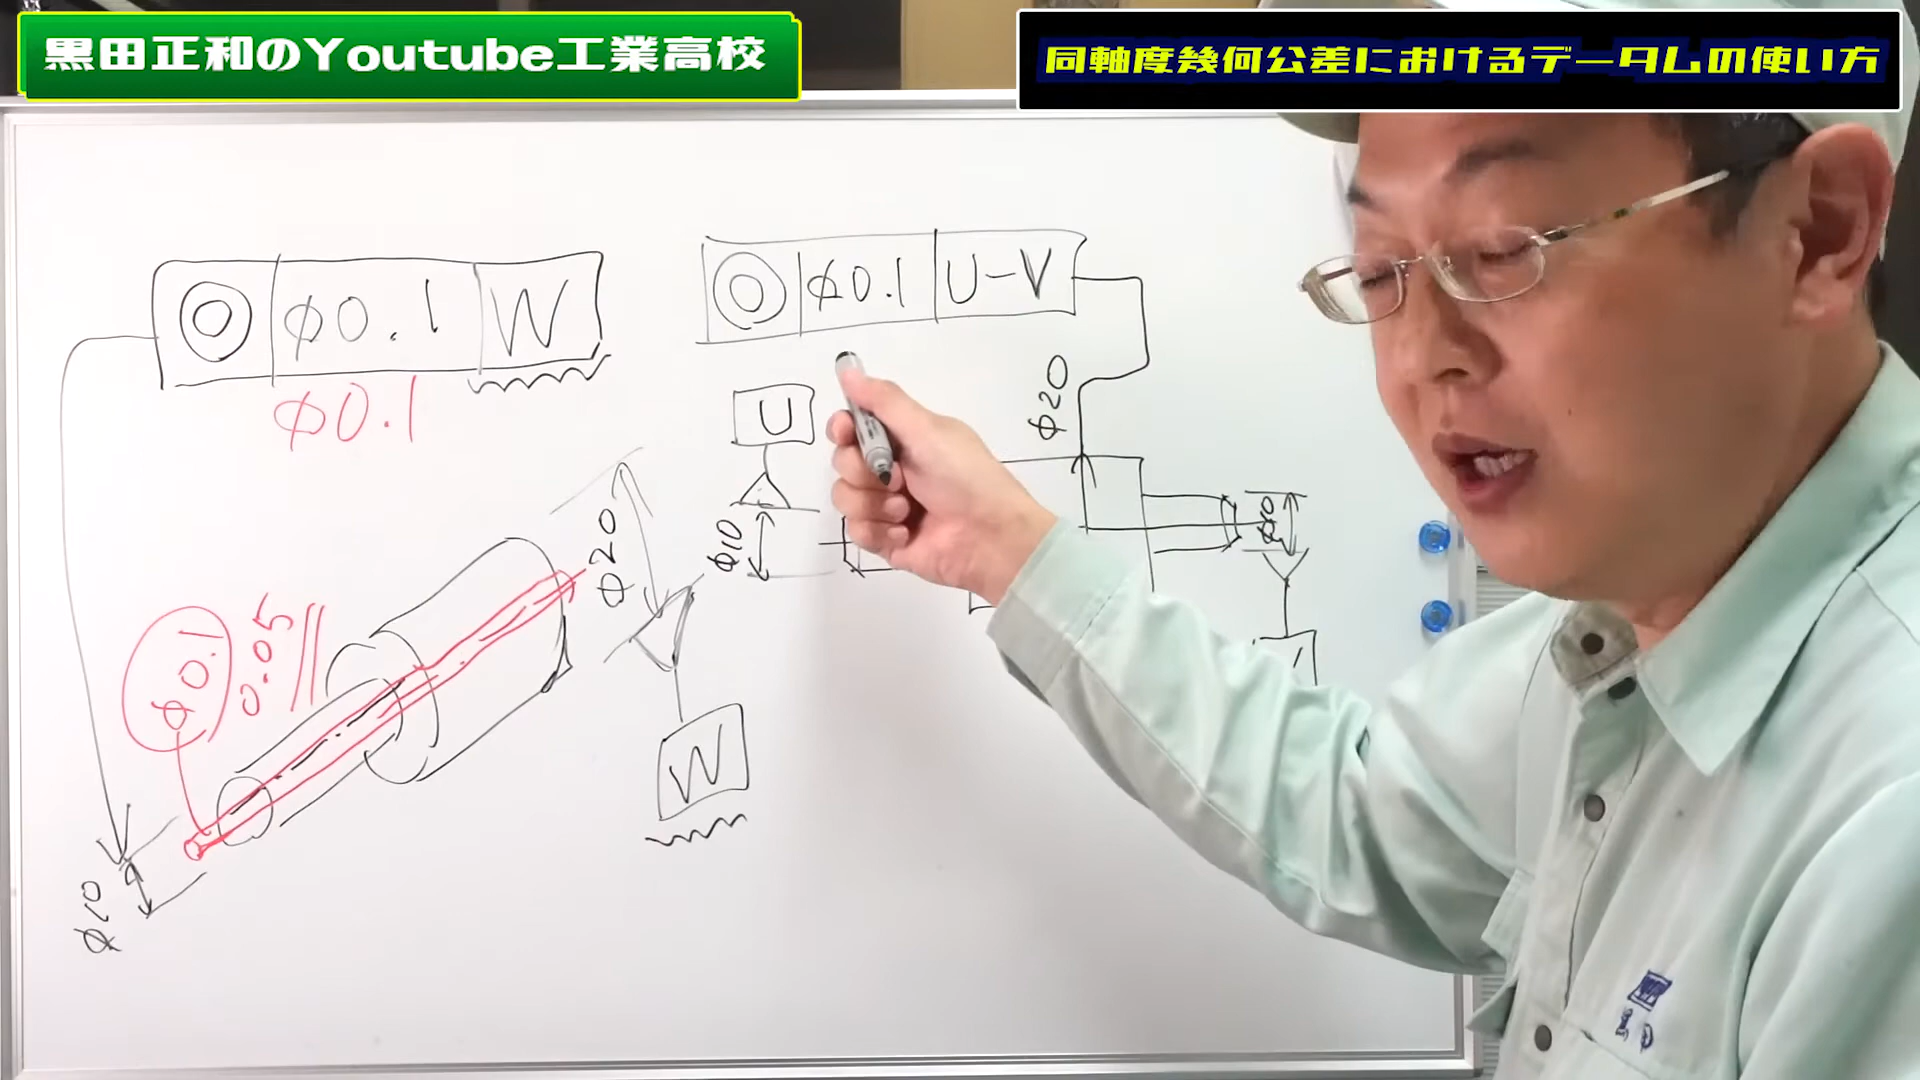 黒田正和のYoutube工業高校
同軸度幾何公差におけるデータムの使い方
◎ φ0.1 W
φ0.1
◎ φ0.1 U-V
U
φ20
φ10
φ10
φ20
φ0.1
0.05
W
φ10